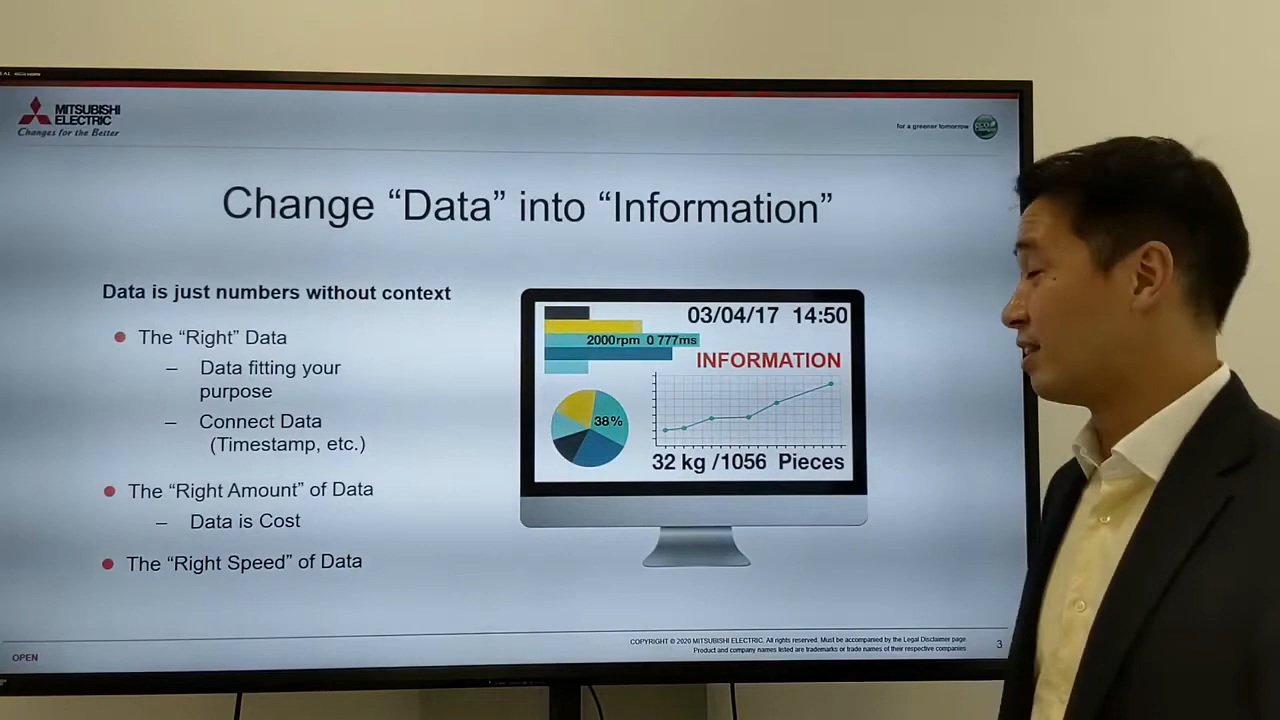 MITSUBISHI
ELECTRIC
Changes for the Better
for a greener tomorrow
eco
Change “Data” into “Information”
Data is just numbers without context
The “Right” Data
– Data fitting your
purpose
– Connect Data
(Timestamp, etc.)
The “Right Amount” of Data
– Data is Cost
The “Right Speed” of Data
03/04/17 14:50
2000rpm 0 777ms
INFORMATION
38%
32 kg /1056 Pieces
COPYRIGHT © 2020 MITSUBISHI ELECTRIC. All rights reserved. Must be accompanied by the Legal Disclaimer page.
Product and company names listed are trademarks or trade names of their respective companies.
OPEN
3